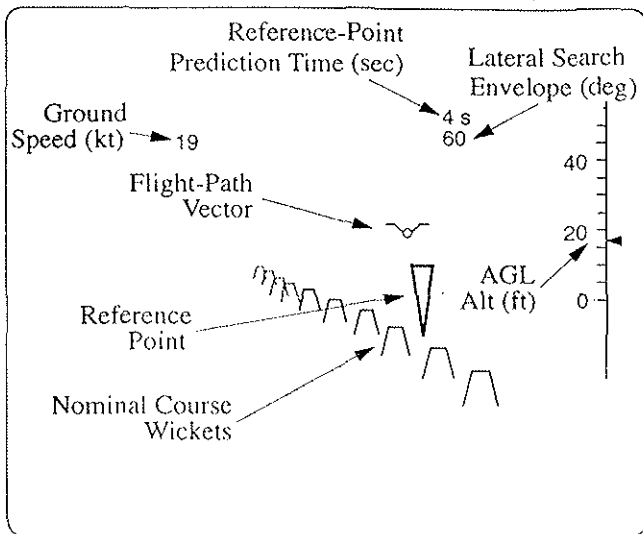 Reference-Point
Prediction Time (sec)
Lateral Search
Envelope (deg)
Ground
Speed (kt)
19
4 s
60
40
Flight-Path
Vector
20
AGL
Alt (ft)
0
Reference
Point
Nominal Course
Wickets